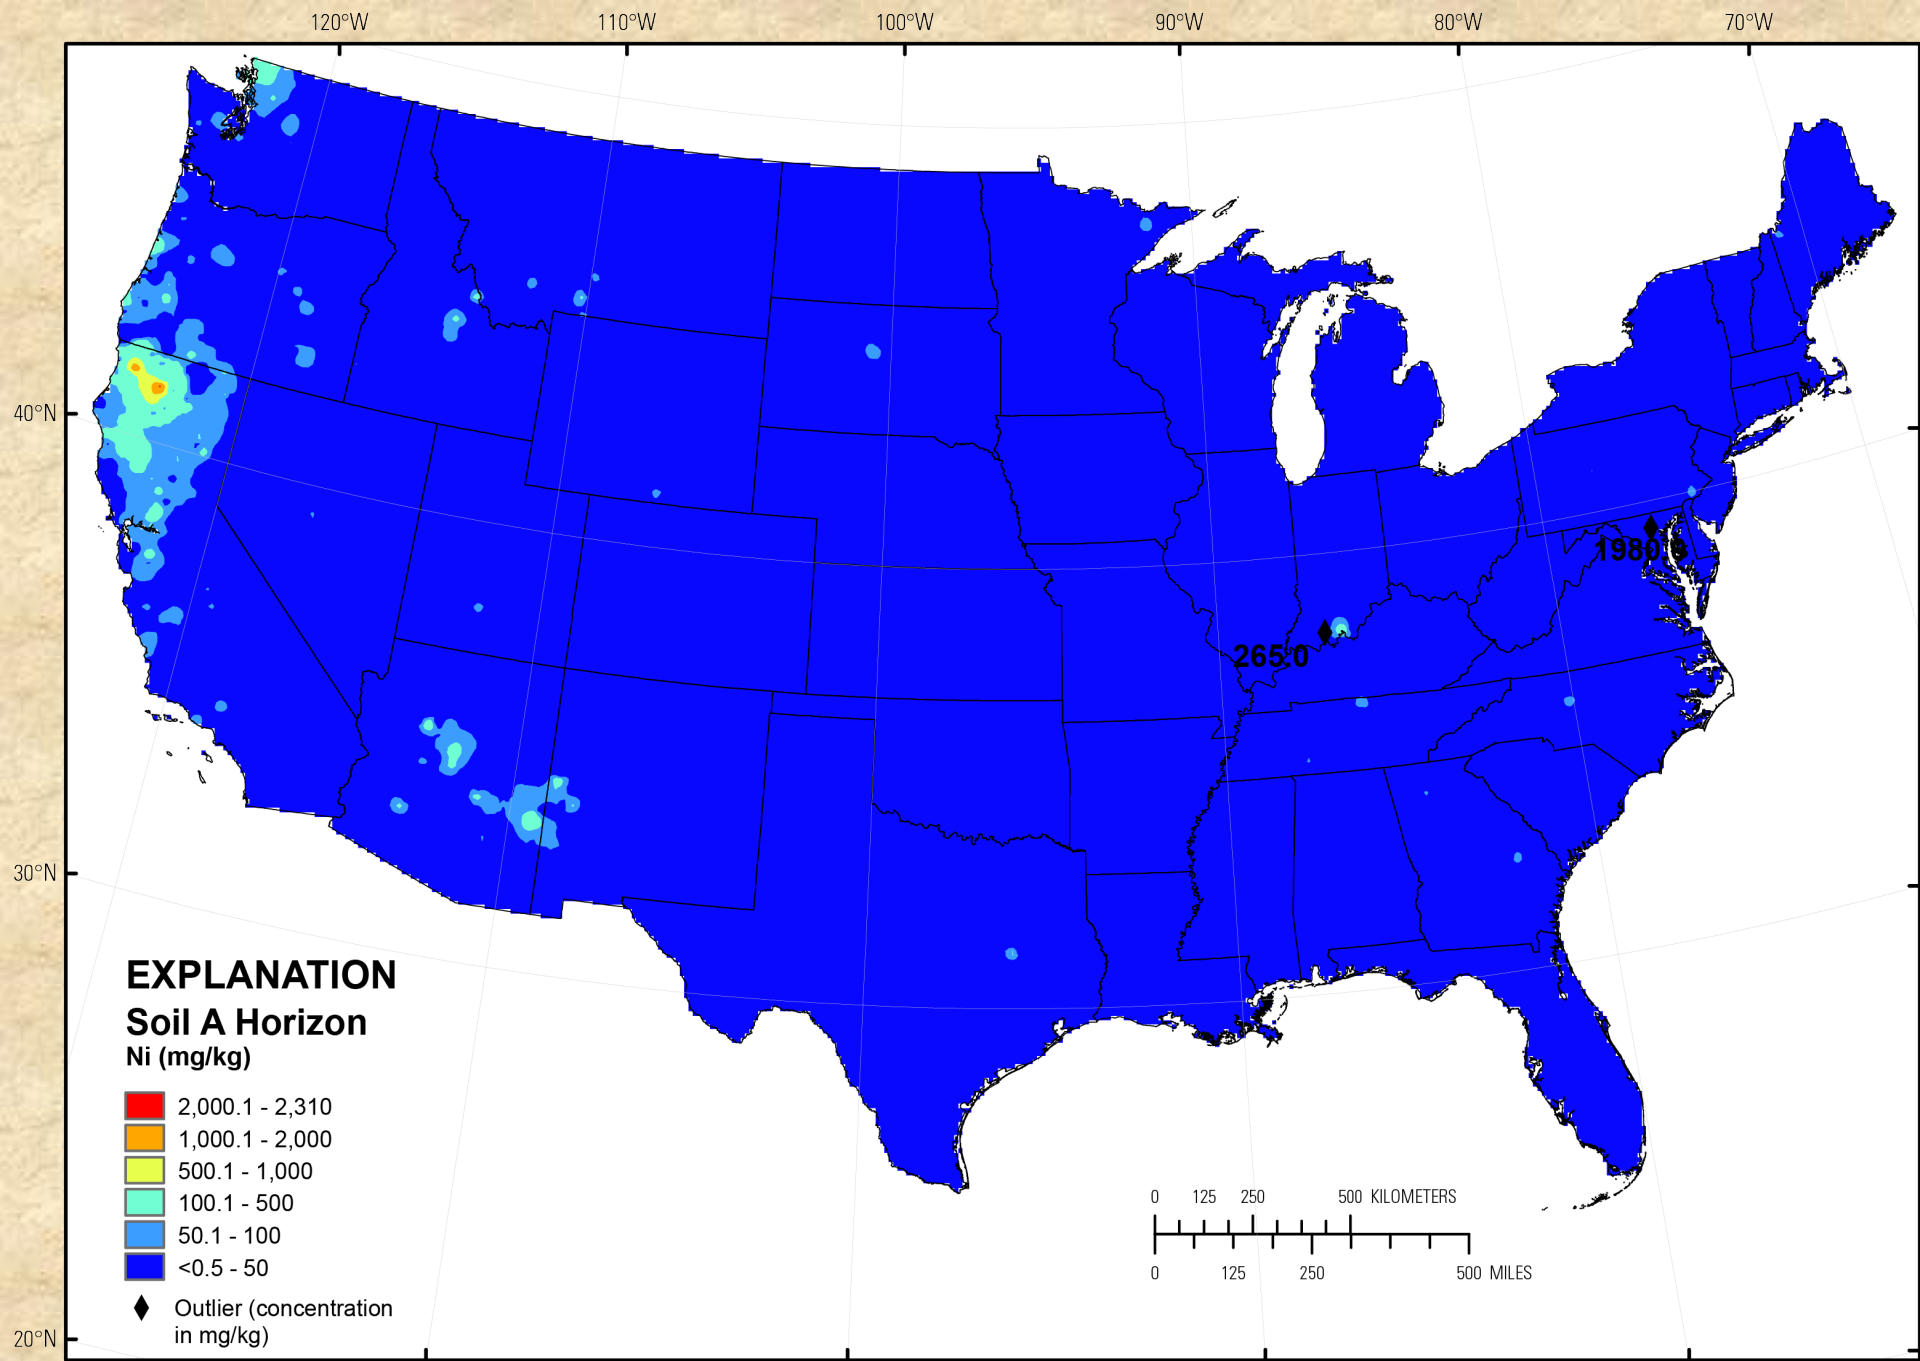 120°W 110°W 100°W 90°W 80°W 70°W
40°N
30°N
20°N
265.0
EXPLANATION
Soil A Horizon
Ni (mg/kg)
2,000.1 - 2,310
1,000.1 - 2,000
500.1 - 1,000
100.1 - 500
50.1 - 100
<0.5 - 50
Outlier (concentration
in mg/kg)
0 125 250 500 KILOMETERS
0 125 250 500 MILES